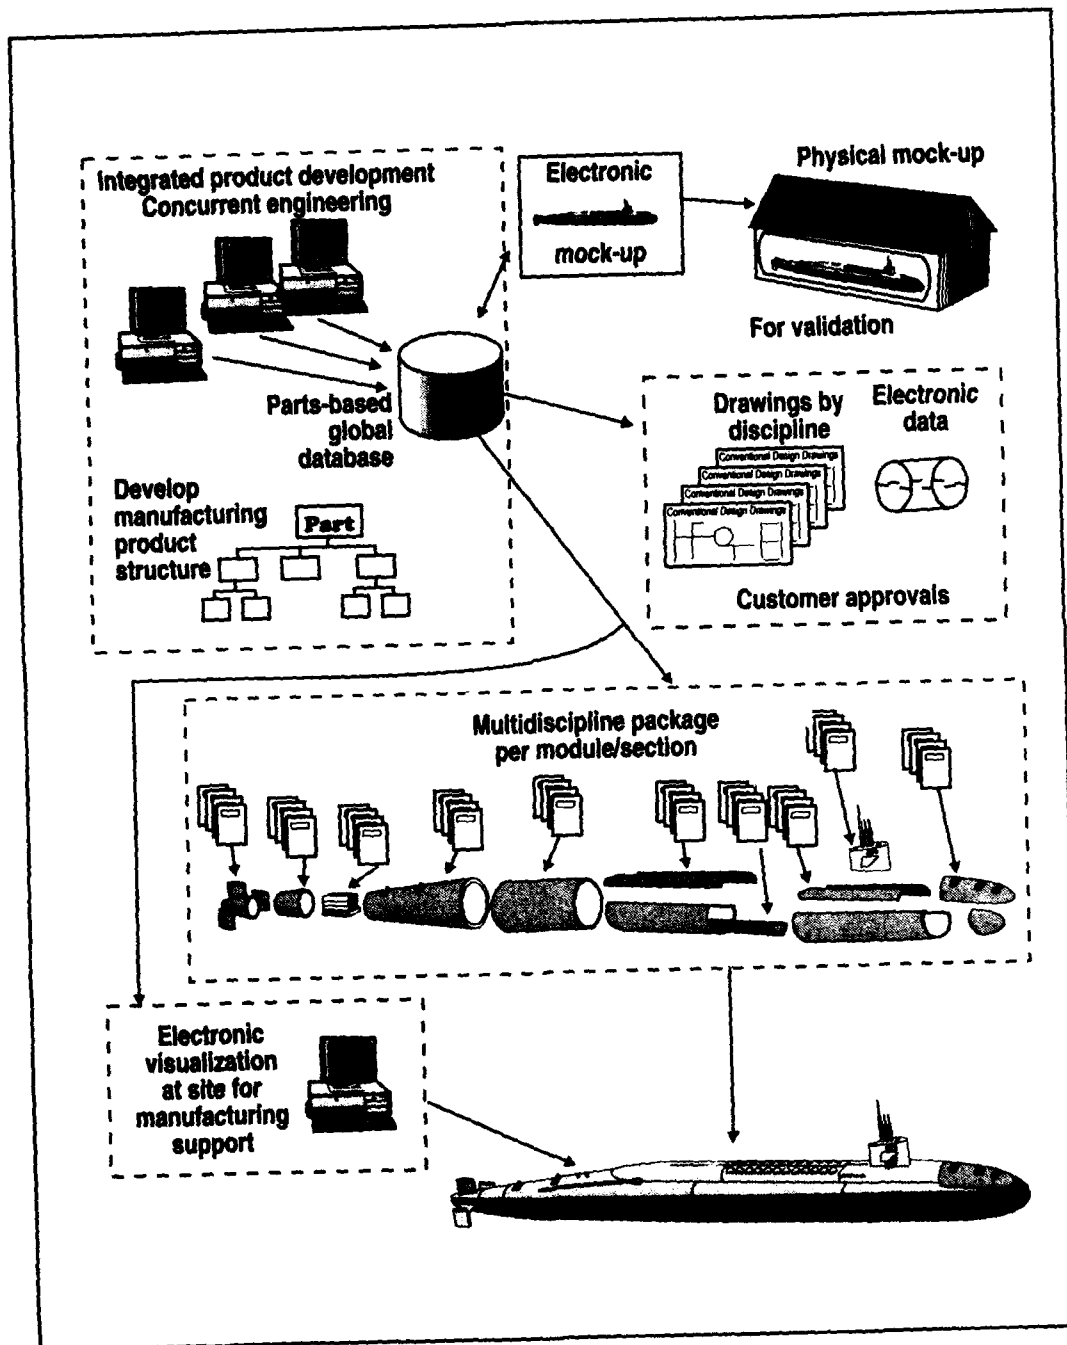 Integrated product development
Concurrent engineering
Electronic
mock-up
Physical mock-up
For validation
Parts-based
global
database
Develop
manufacturing
product
structure
Part
Drawings by
discipline
Electronic
data
Conventional Design Drawings
Conventional Design Drawings
Conventional Design Drawings
Conventional Design Drawings
Customer approvals
Multidiscipline package
per module/section
Electronic
visualization
at site for
manufacturing
support